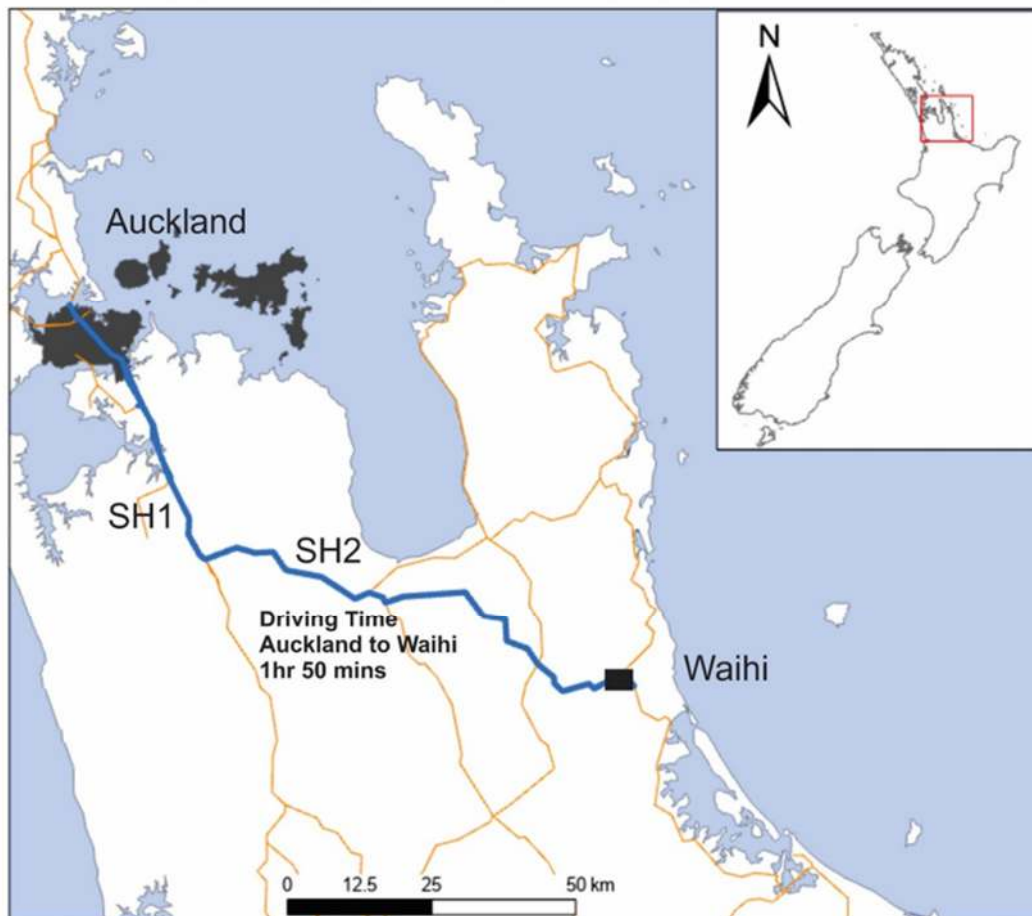 N
Auckland
SH1
SH2
Driving Time
Auckland to Waihi
1hr 50 mins
Waihi
0 12.5 25 50 km